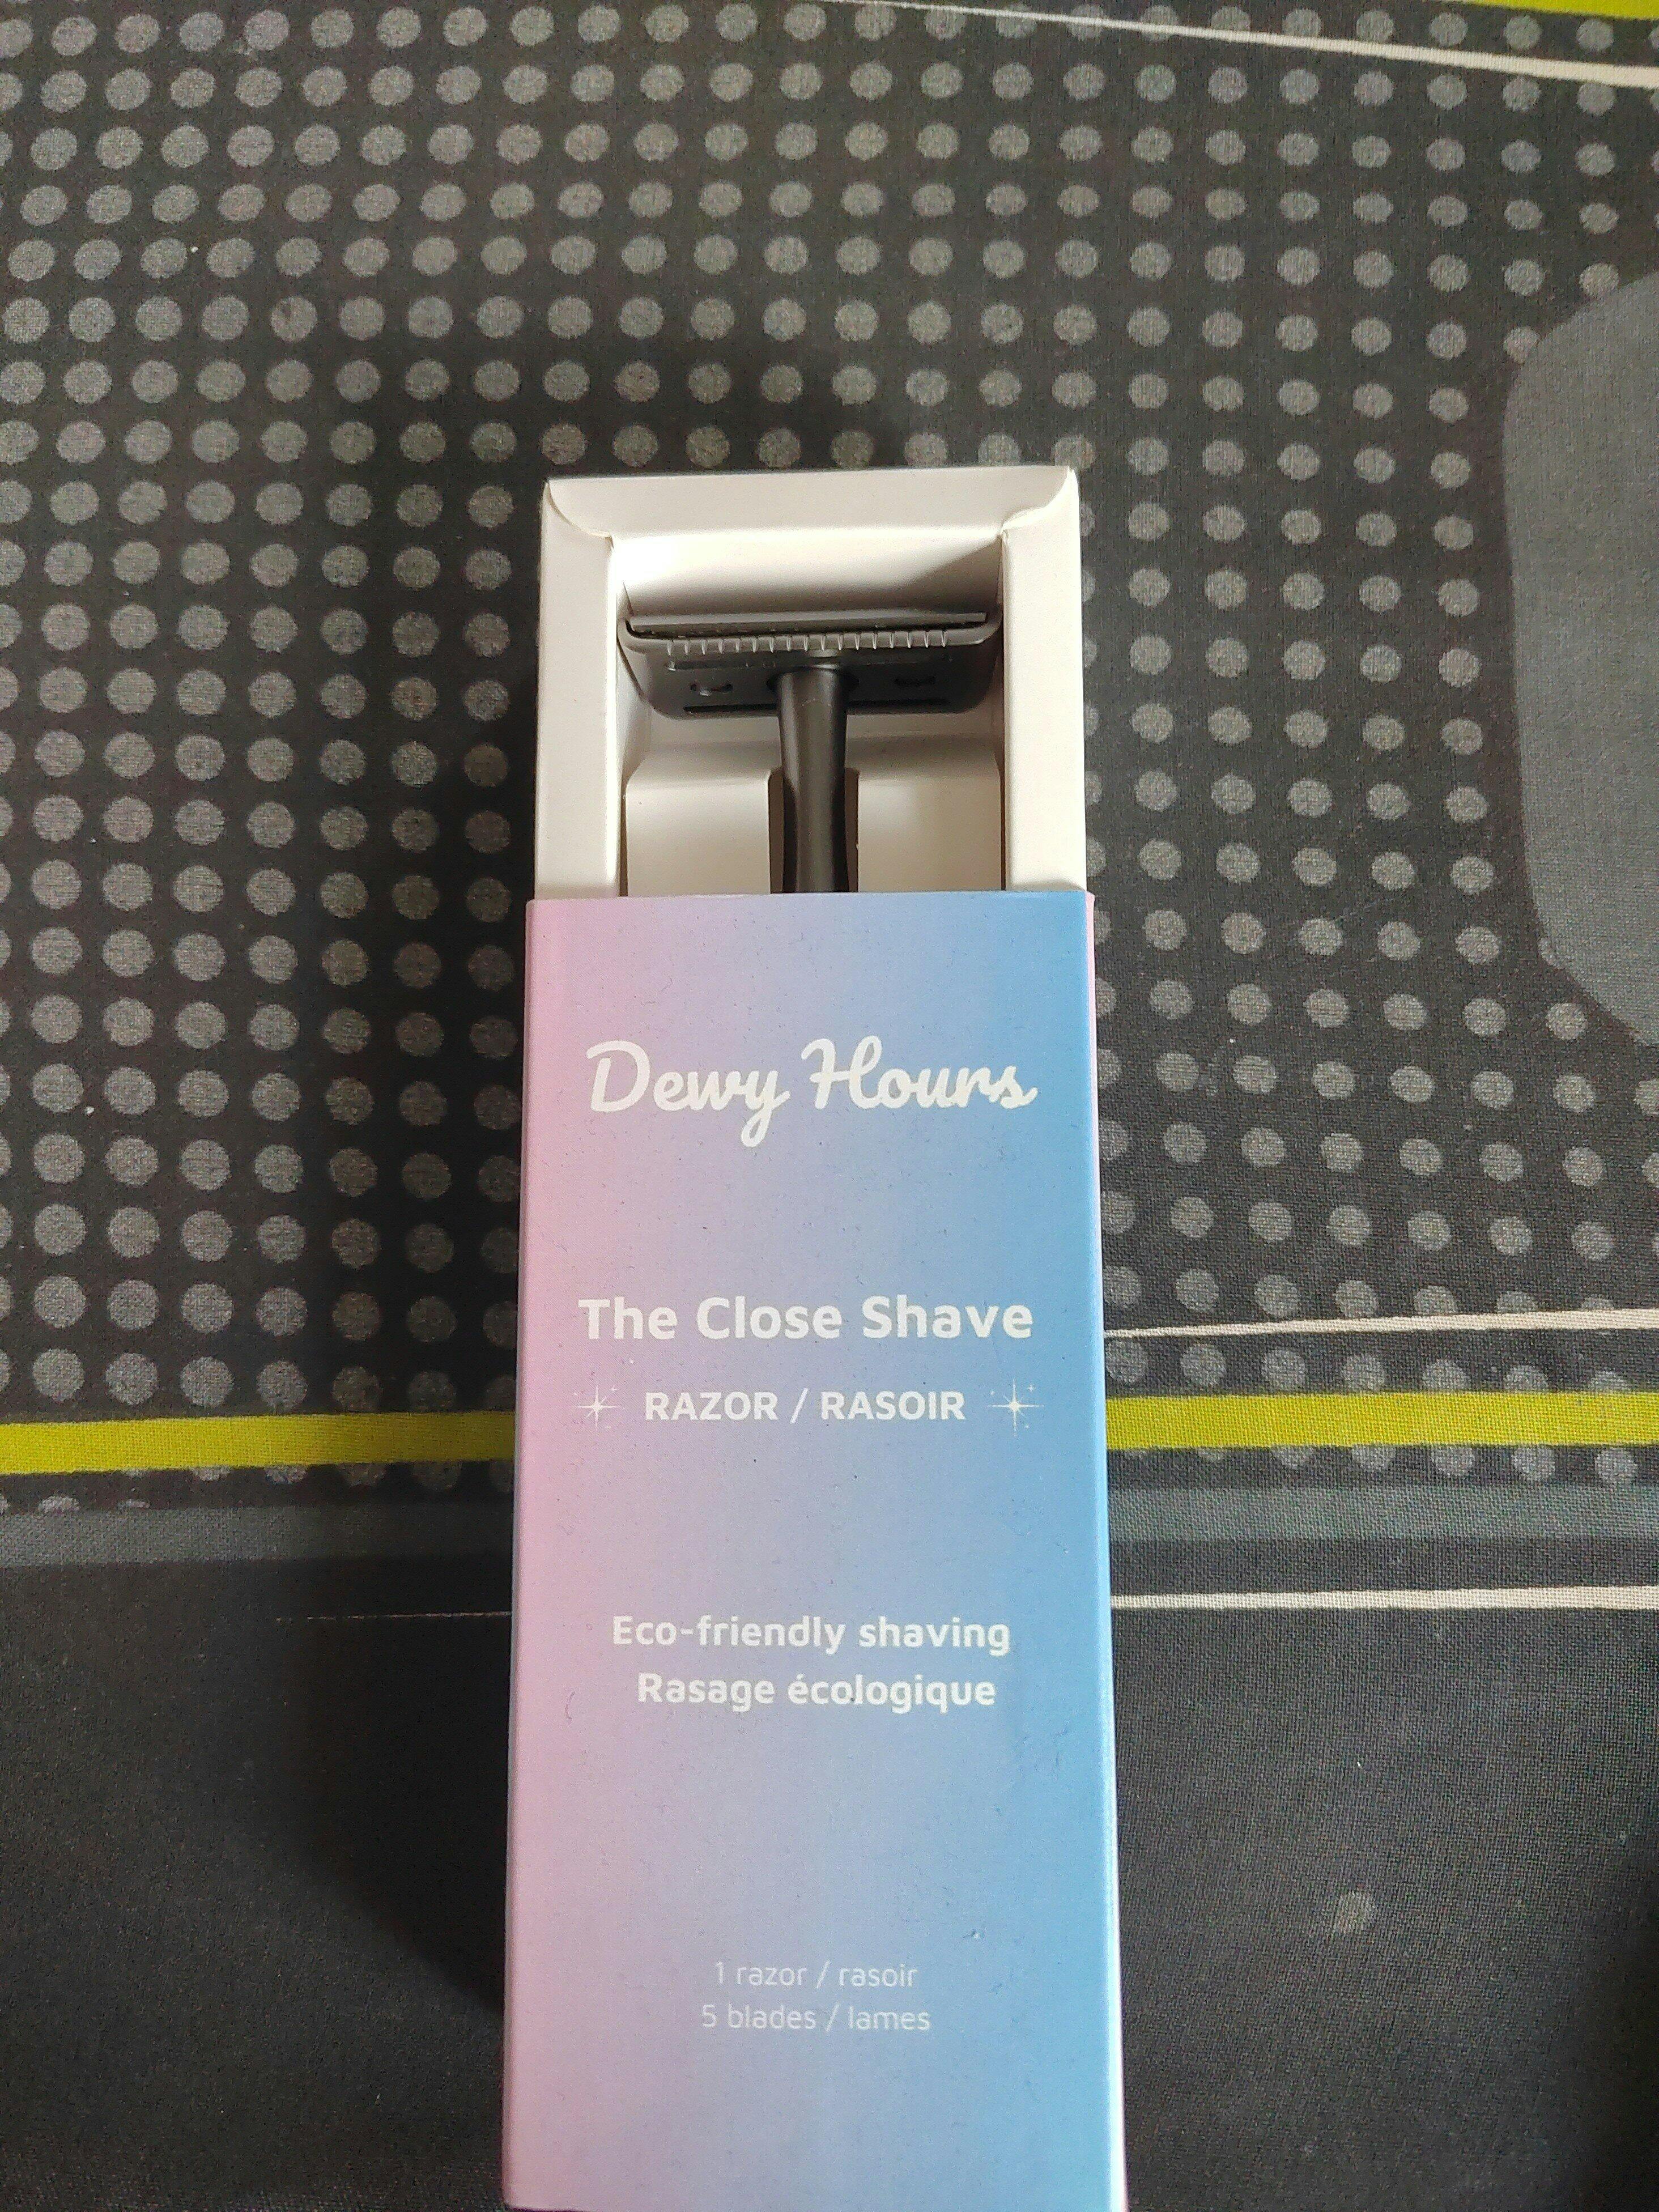 Dewy Hours
The Close Shave
RAZOR / RASOIR
Eco-friendly shaving
Rasage écologique
1 razor / rasoir
5 blades / lames